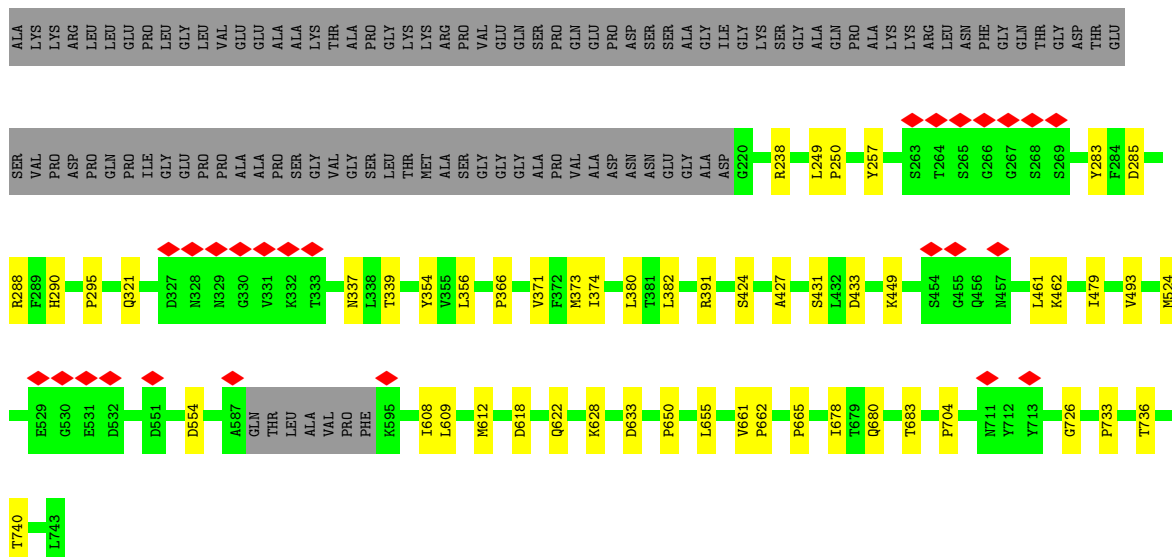 ALA LYS LYS ARG LEU LEU GLU PRO LEU GLY LEU VAL GLU GLU ALA ALA LYS THR ALA PRO GLY LYS LYS ARG PRO VAL GLU GLN SER PRO GLN GLU PRO ASP SER SER ALA GLY ILE GLY LYS SER GLY ALA GLN PRO ALA LYS LYS ARG LEU ASN PHE GLY GLN THR GLY ASP THR GLU
SER VAL PRO ASP PRO GLN PRO ILE GLY GLU PRO PRO ALA ALA PRO SER GLY VAL GLY SER LEU THR MET ALA SER GLY GLY GLY ALA PRO VAL ALA ASP ASN ASN GLU GLY ALA ASP G220 R238 L249 P250 Y257 S263 T264 S265 G266 G267 S268 S269 Y283 F284 D285
R288 F289 H290 P295 Q321 D327 N328 N329 G330 V331 K332 T333 N337 L338 T339 Y354 V355 L356 P366 V371 F372 M373 I374 L380 T381 L382 R391 S424 A427 S431 L432 D433 K449 S454 G455 Q456 N457 L461 K462 I479 V493 M524
E529 G530 E531 D532 D551 D554 A587 GLN THR LEU ALA VAL PRO PHE K595 I608 L609 M612 D618 Q622 K628 D633 P650 L655 V661 P662 P665 I678 T679 Q680 T683 P704 N711 Y712 Y713 G726 P733 T736
T740 L743